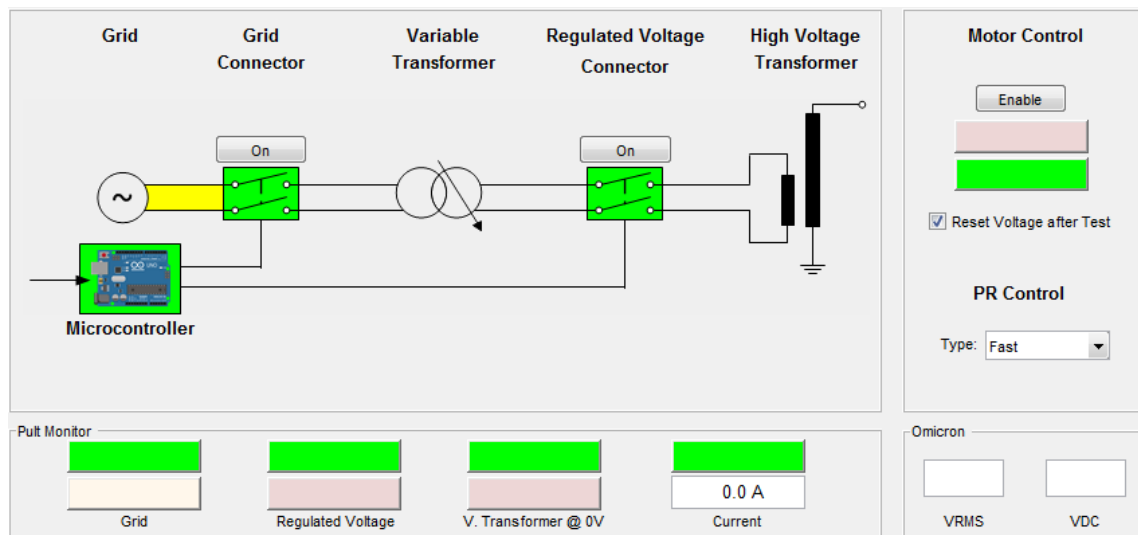 Grid
Grid
Connector
Variable
Transformer
Regulated Voltage
Connector
High Voltage
Transformer
On
On
~
Microcontroller
Motor Control
Enable
Reset Voltage after Test
PR Control
Type: Fast
Pult Monitor
0.0 A
Grid
Regulated Voltage
V. Transformer @ 0V
Current
Omicron
VRMS
VDC